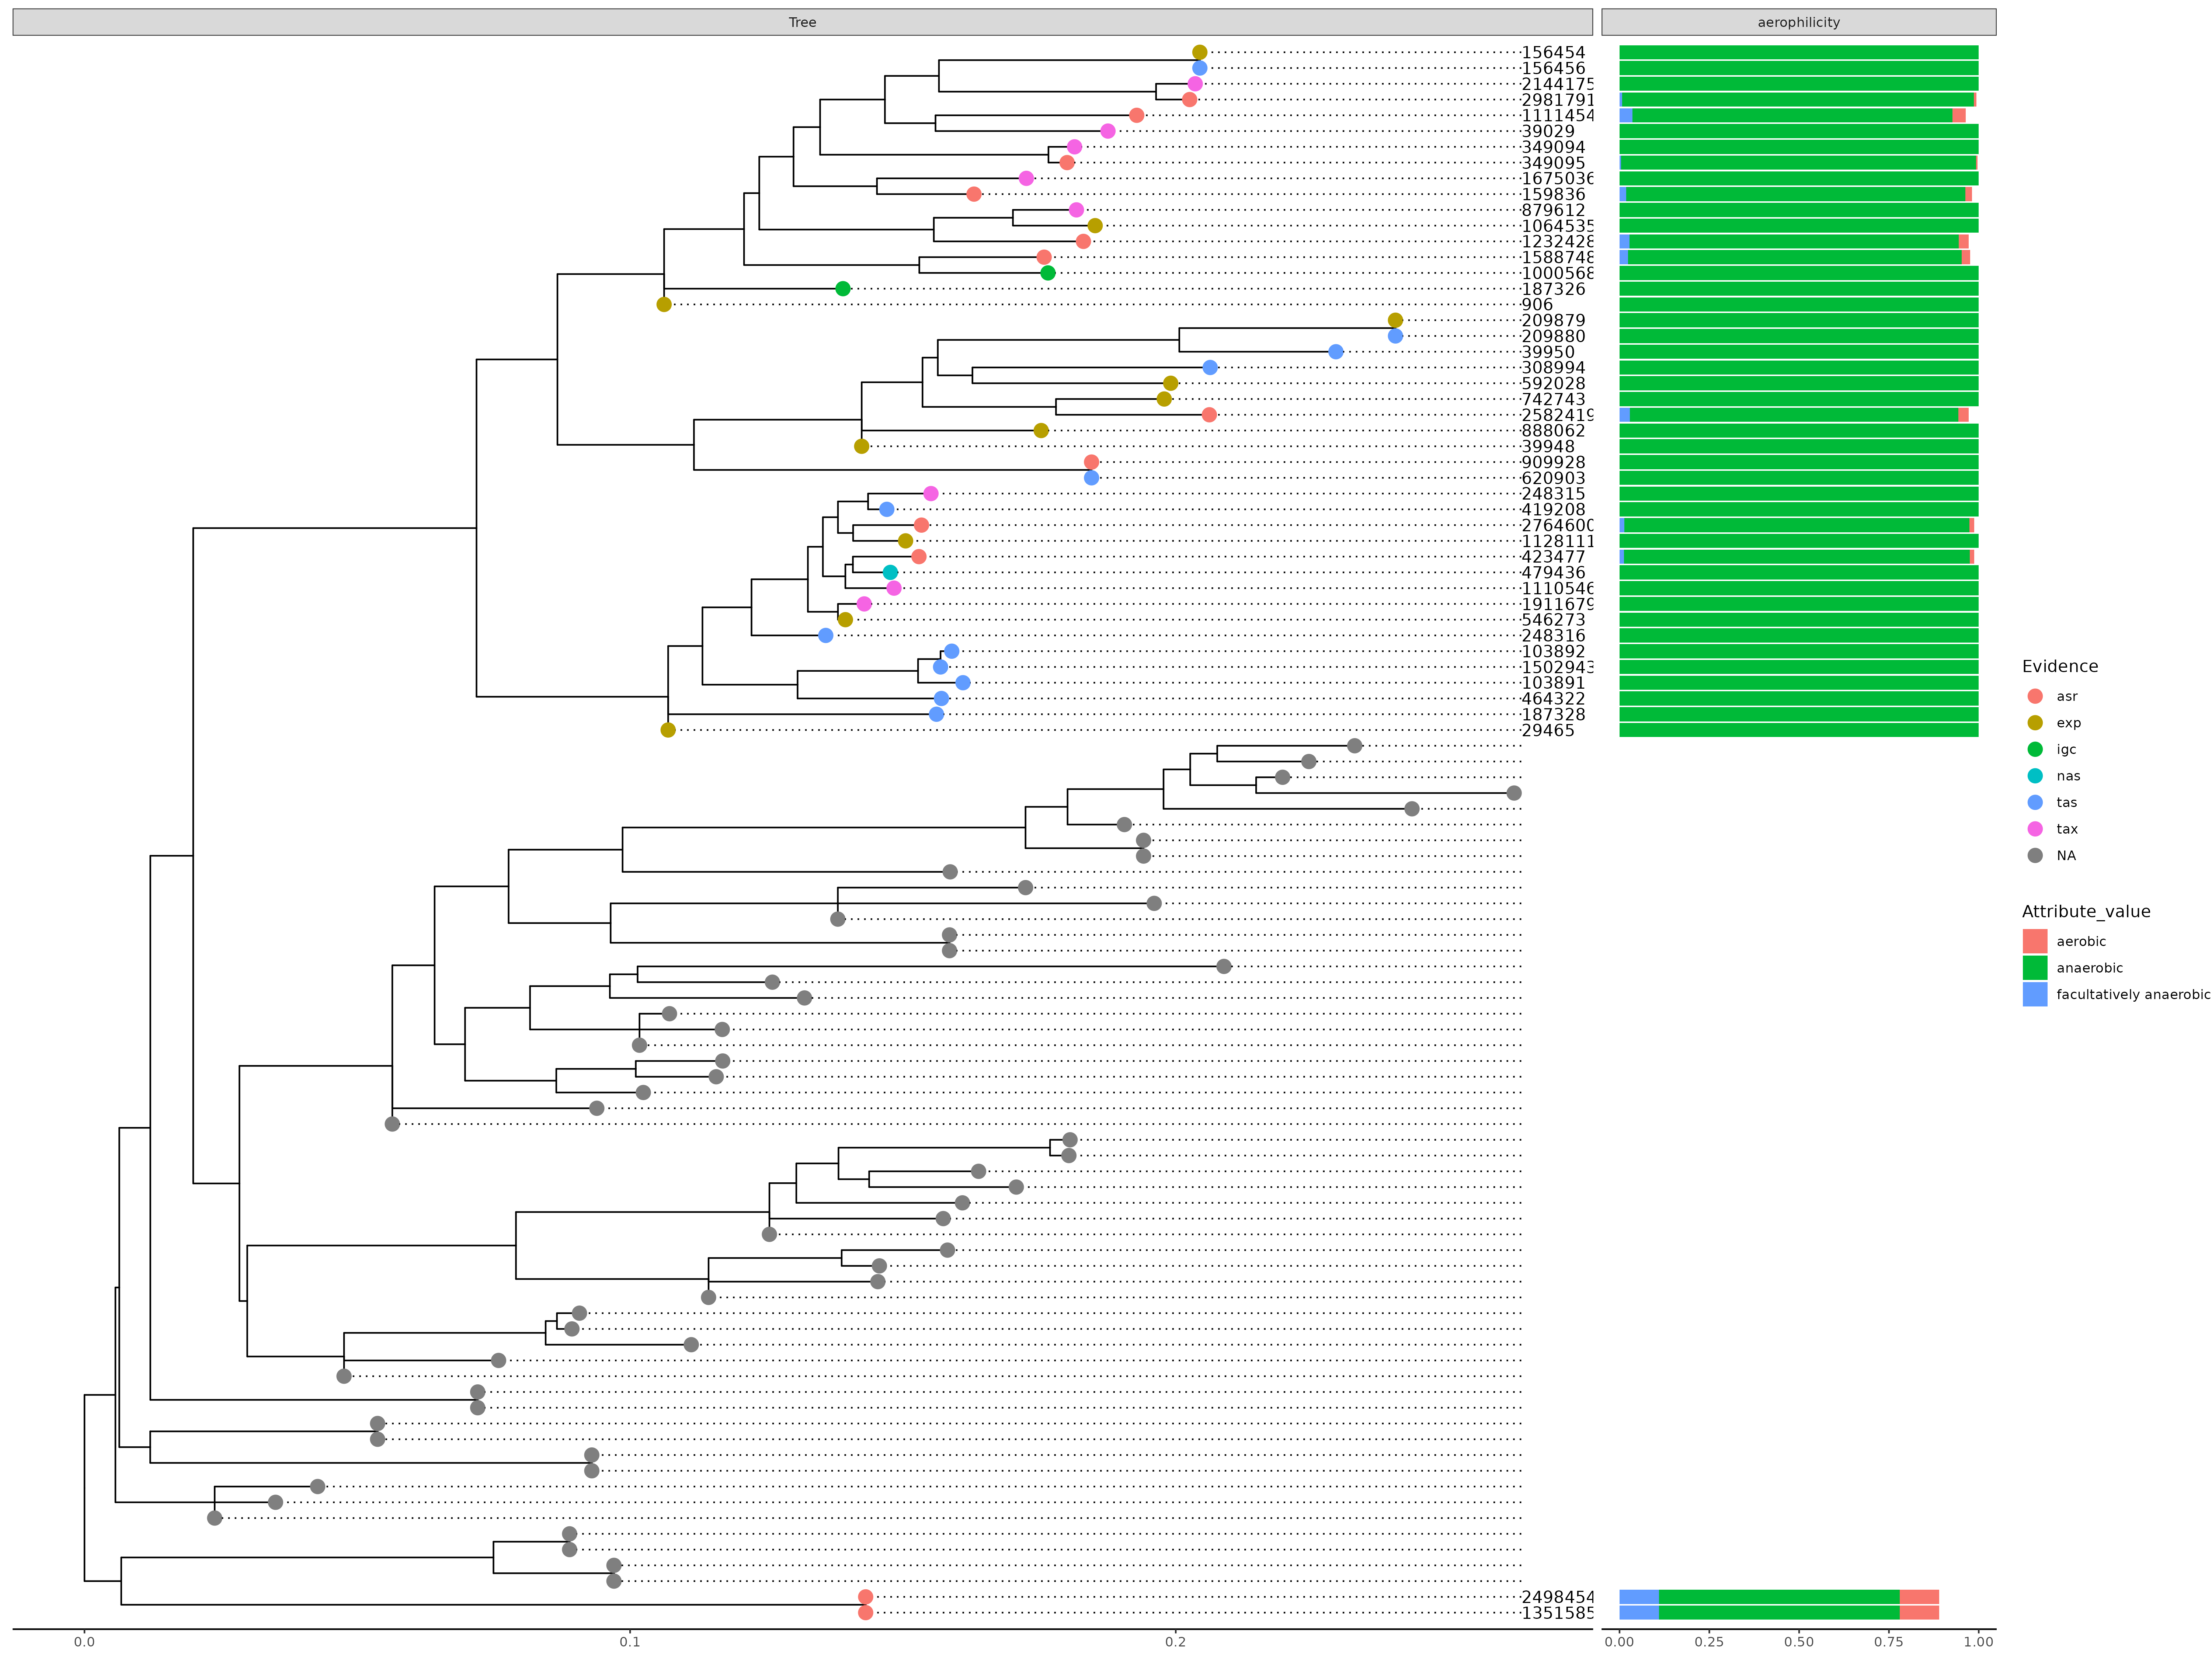 Tree
aerophilicity
156454
156456
2144175
2981791
1111454
39029
349094
349095
1675036
159836
879612
1064535
1232428
1588748
1000568
187326
906
209879
209880
39950
308994
592028
742743
2582419
888062
39948
909928
620903
248315
419208
2764600
1128111
423477
479436
1110546
1911679
546273
248316
103892
1502943
103891
464322
187328
29465
2498454
1351585
0.0 0.1 0.2
0.00 0.25 0.50 0.75 1.00
Evidence
asr
exp
igc
nas
tas
tax
NA
Attribute_value
aerobic
anaerobic
facultatively anaerobic